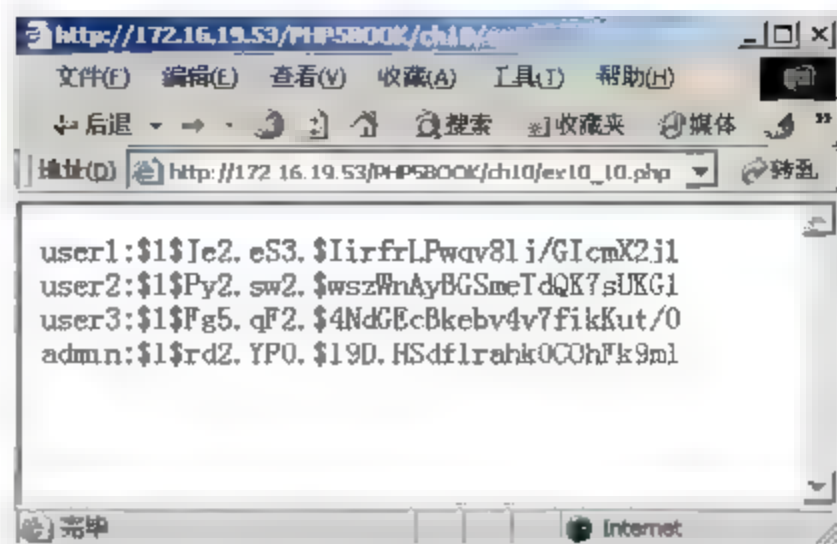 http://172.16.19.53/PHP5BOOK/ch10/
文件(F) 编辑(E) 查看(V) 收藏(A) 工具(T) 帮助(H)
后退 搜索 收藏夹 媒体 »
地址(D) http://172.16.19.53/PHP5BOOK/ch10/ex10_10.php 转到
user1:$1$Je2.eS3.$IirfrLPwqv8lj/GIcmX2j1
user2:$1$Py2.sw2.$wszWnAyBGSmeTdQK7sUKG1
user3:$1$Fg5.qF2.$4NdGEcBkebv4v7fikKut/0
admin:$1$rd2.YP0.$19D.HSdflrahk0COhFk9m1
完毕 Internet